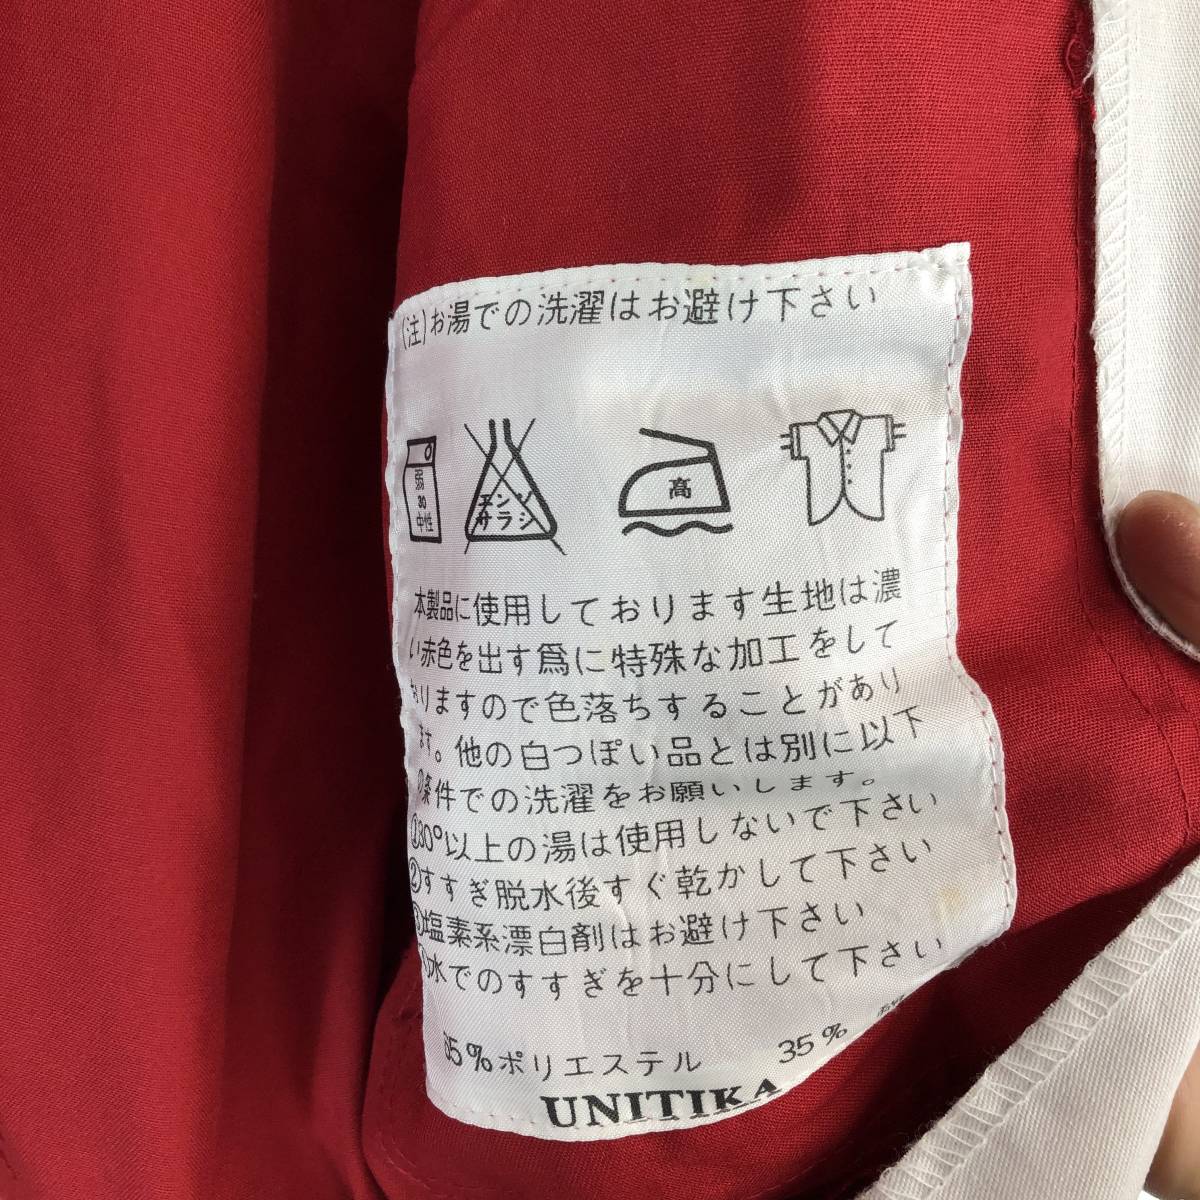 (注)お湯での洗濯はお避け下さい
弱
30
中性
エンソ
サラシ
高
本製品に使用しております生地は濃
い赤色を出す爲に特殊な加工をして
おりますので色落ちすることがあり
ます。他の白っぽい品とは別に以下
の条件での洗濯をお願いします。
①30°以上の湯は使用しないで下さい
②すすぎ脱水後すぐ乾かして下さい
③塩素系漂白剤はお避け下さい
水でのすすぎを十分にして下さい
65%ポリエステル 35%
UNITIKA